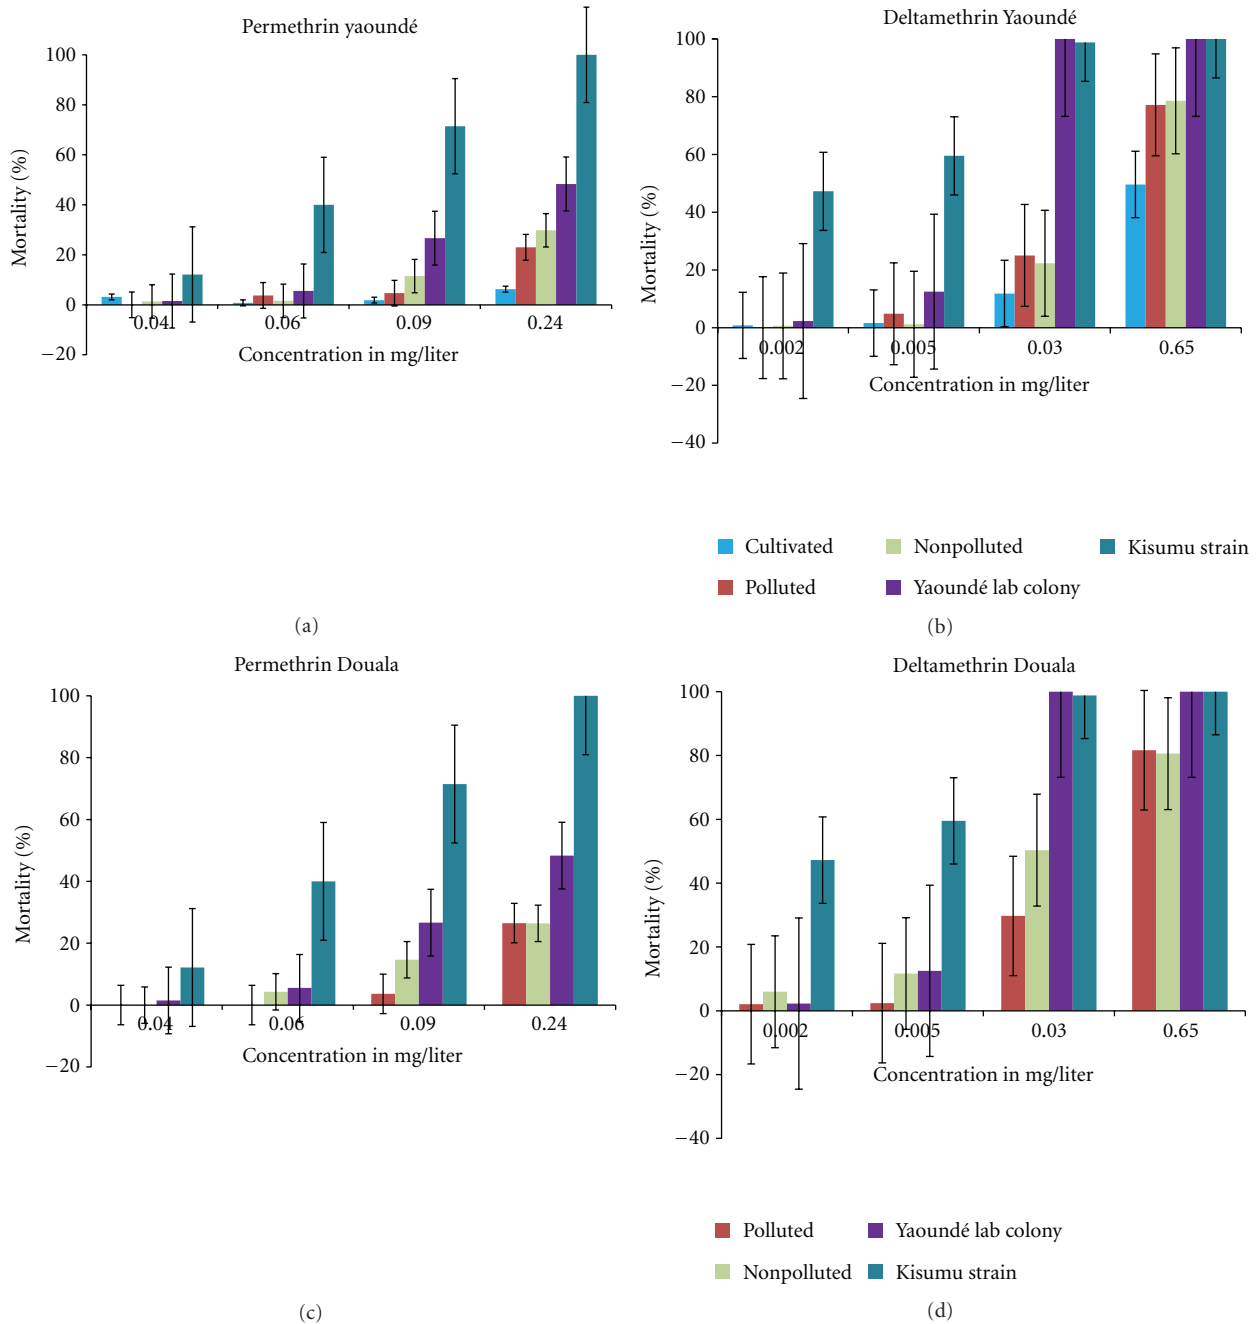 Permethrin yaoundé
Mortality (%)
100
80
60
40
20
0
−20
0.04
0.06
0.09
0.24
Concentration in mg/liter
(a)
Deltamethrin Yaoundé
Mortality (%)
100
80
60
40
20
0
−20
−40
0.002
0.005
0.03
0.65
Concentration in mg/liter
Cultivated
Nonpolluted
Kisumu strain
Polluted
Yaoundé lab colony
(b)
Permethrin Douala
Mortality (%)
100
80
60
40
20
0
−20
0.04
0.06
0.09
0.24
Concentration in mg/liter
(c)
Deltamethrin Douala
Mortality (%)
100
80
60
40
20
0
−20
−40
0.002
0.005
0.03
0.65
Concentration in mg/liter
Polluted
Yaoundé lab colony
Nonpolluted
Kisumu strain
(d)